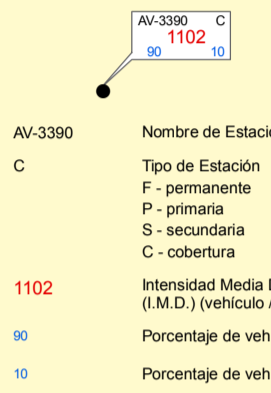 AV-3390 C
1102
90 10
AV-3390 Nombre de Estaci
C Tipo de Estación
F - permanente
P - primaria
S - secundaria
C - cobertura
1102 Intensidad Media
(I.M.D.) (vehículo /
90 Porcentaje de veh
10 Porcentaje de veh